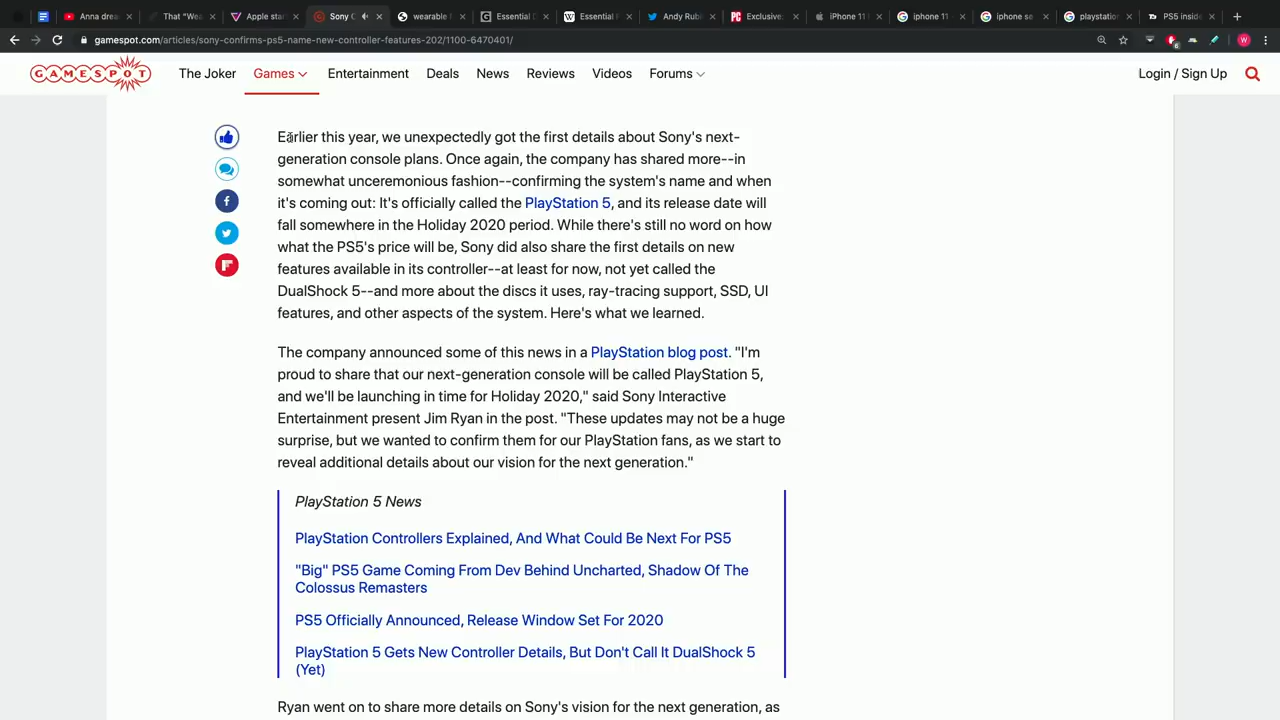 Anna drea
That "Wea
Apple star
Sony C
wearable f
Essential D
Essential P
Andy Rubi
Exclusive:
iPhone 11
iphone 11 -
iphone se
playstatio
PS5 inside
gamespot.com/articles/sony-confirms-ps5-name-new-controller-features-202/1100-6470401/
GAMESPOT
The Joker
Games
Entertainment
Deals
News
Reviews
Videos
Forums
Login / Sign Up
Earlier this year, we unexpectedly got the first details about Sony's next-
generation console plans. Once again, the company has shared more--in
somewhat unceremonious fashion--confirming the system's name and when
it's coming out: It's officially called the PlayStation 5, and its release date will
fall somewhere in the Holiday 2020 period. While there's still no word on how
what the PS5's price will be, Sony did also share the first details on new
features available in its controller--at least for now, not yet called the
DualShock 5--and more about the discs it uses, ray-tracing support, SSD, UI
features, and other aspects of the system. Here's what we learned.
The company announced some of this news in a PlayStation blog post. "I'm
proud to share that our next-generation console will be called PlayStation 5,
and we'll be launching in time for Holiday 2020," said Sony Interactive
Entertainment present Jim Ryan in the post. "These updates may not be a huge
surprise, but we wanted to confirm them for our PlayStation fans, as we start to
reveal additional details about our vision for the next generation."
PlayStation 5 News
PlayStation Controllers Explained, And What Could Be Next For PS5
"Big" PS5 Game Coming From Dev Behind Uncharted, Shadow Of The
Colossus Remasters
PS5 Officially Announced, Release Window Set For 2020
PlayStation 5 Gets New Controller Details, But Don't Call It DualShock 5
(Yet)
Ryan went on to share more details on Sony's vision for the next generation, as